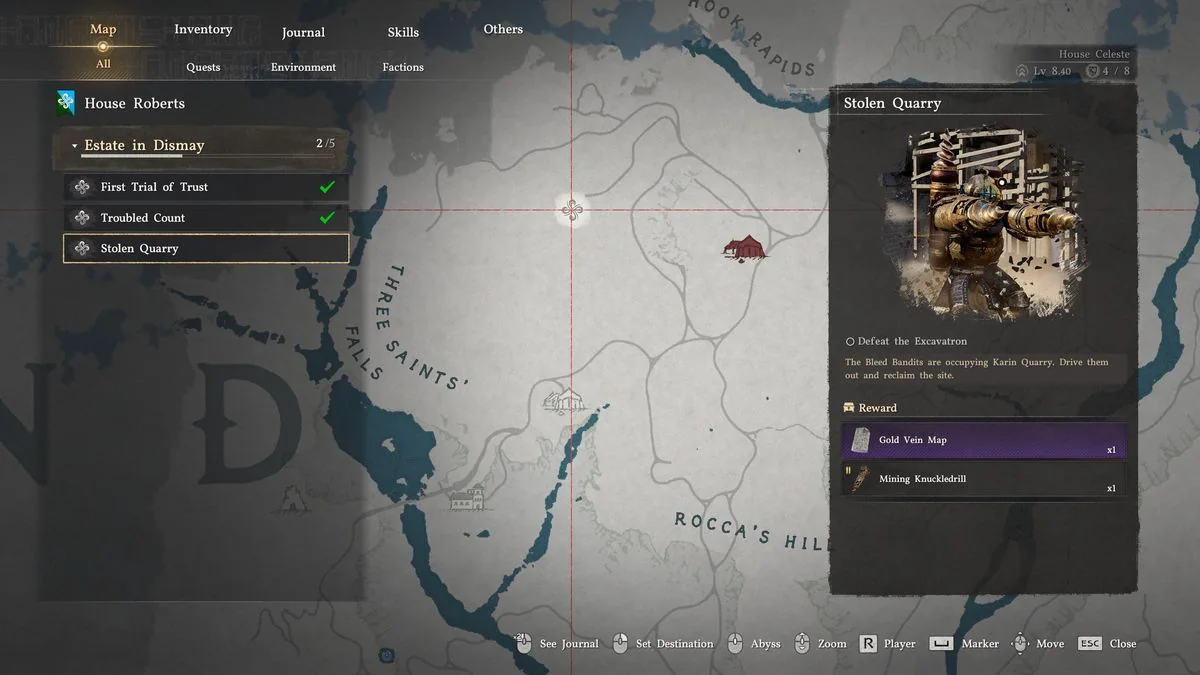 Map
Inventory
Journal
Skills
Others
All
Quests
Environment
Factions
HOOK RAPIDS
House Celeste
Lv 8.40
4 / 8
House Roberts
Estate in Dismay
2/5
First Trial of Trust
Troubled Count
Stolen Quarry
THREE SAINTS'
FALLS
N D
ROCCA'S HILL
Stolen Quarry
Defeat the Excavatron
The Bleed Bandits are occupying Karin Quarry. Drive them
out and reclaim the site.
Reward
Gold Vein Map
x1
Mining Knuckledrill
x1
See Journal
Set Destination
Abyss
Zoom
R Player
Marker
Move
ESC Close